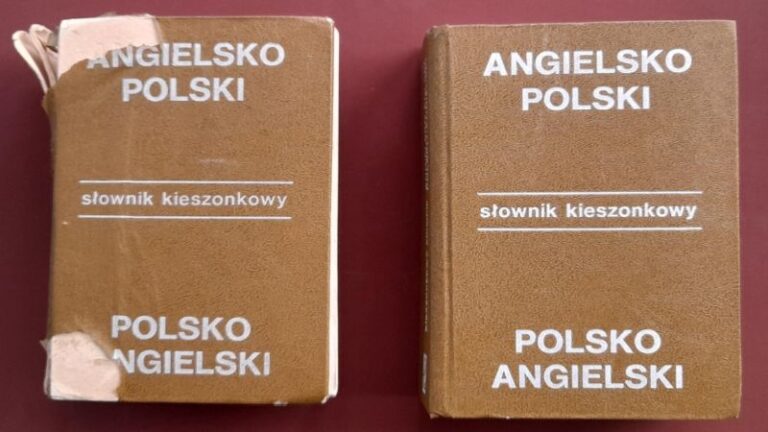 ANGIELSKO
POLSKI
słownik kieszonkowy
POLSKO
NGIELSKI
ANGIELSKO
POLSKI
słownik kieszonkowy
POLSKO
ANGIELSKI